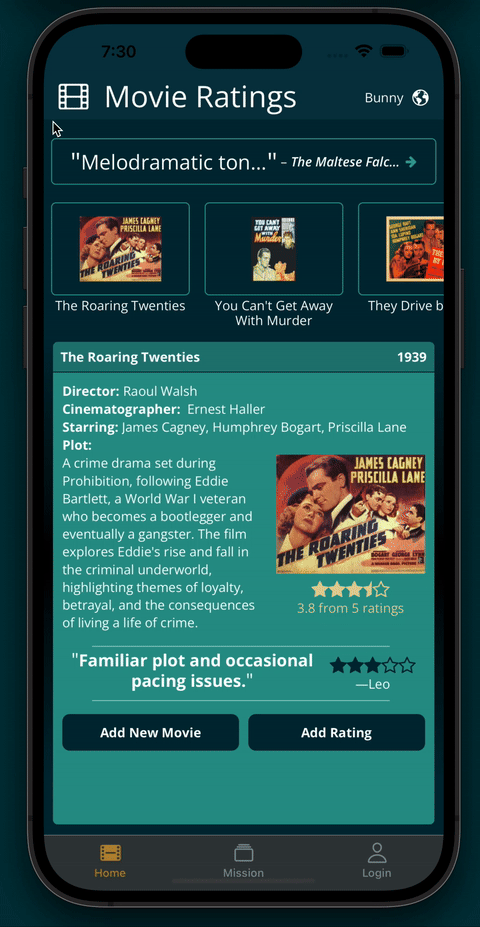 7:30
Movie Ratings
Bunny
"Melodramatic ton..." – The Maltese Falc...
JAMES CAGNEY
PRISCILLA LANE
THE ROARING
TWENTIES
YOU CAN'T GET AWAY
WITH
Murder
The Roaring Twenties
You Can't Get Away
With Murder
They Drive b
The Roaring Twenties
1939
Director: Raoul Walsh
Cinematographer: Ernest Haller
Starring: James Cagney, Humphrey Bogart, Priscilla Lane
Plot:
A crime drama set during
Prohibition, following Eddie
Bartlett, a World War I veteran
who becomes a bootlegger and
eventually a gangster. The film
explores Eddie's rise and fall in
the criminal underworld,
highlighting themes of loyalty,
betrayal, and the consequences
of living a life of crime.
JAMES CAGNEY
PRISCILLA LANE
THE ROARING
TWENTIES
3.8 from 5 ratings
"Familiar plot and occasional
pacing issues."
—Leo
Add New Movie
Add Rating
Home
Mission
Login